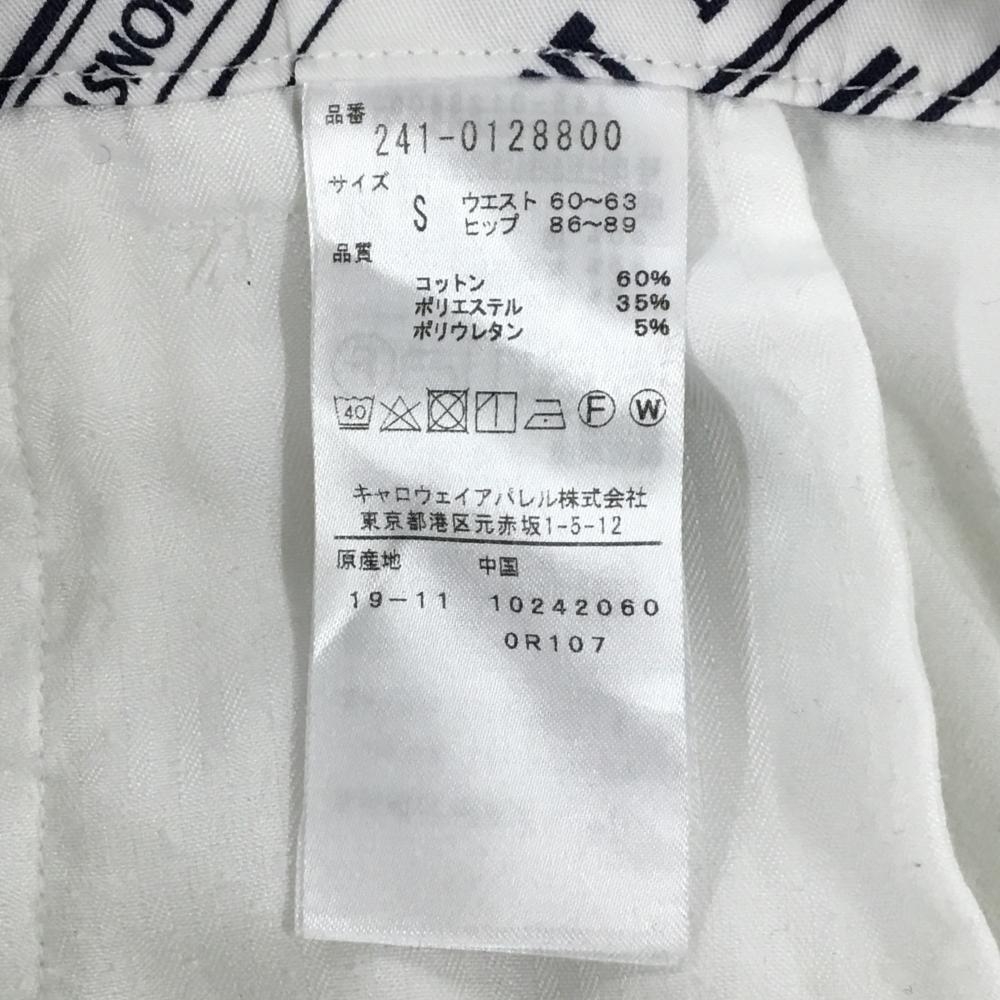 品番
241-0128800
サイズ
S ウエスト 60〜63
ヒップ 86〜89
品質
コットン 60%
ポリエステル 35%
ポリウレタン 5%
40 F W
キャロウェイアパレル株式会社
東京都港区元赤坂1-5-12
原産地 中国
19-11 10242060
0R107